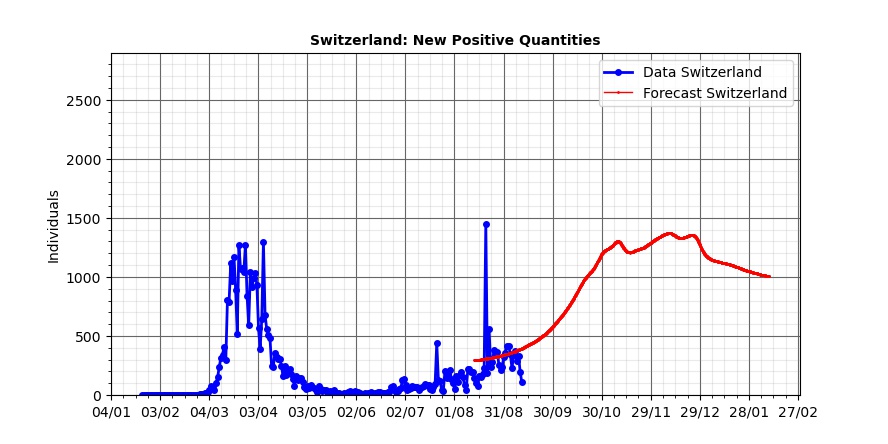 Switzerland: New Positive Quantities
Data Switzerland
Forecast Switzerland
Individuals
2500
2000
1500
1000
500
0
04/01 03/02 04/03 03/04 03/05 02/06 02/07 01/08 31/08 30/09 30/10 29/11 29/12 28/01 27/02